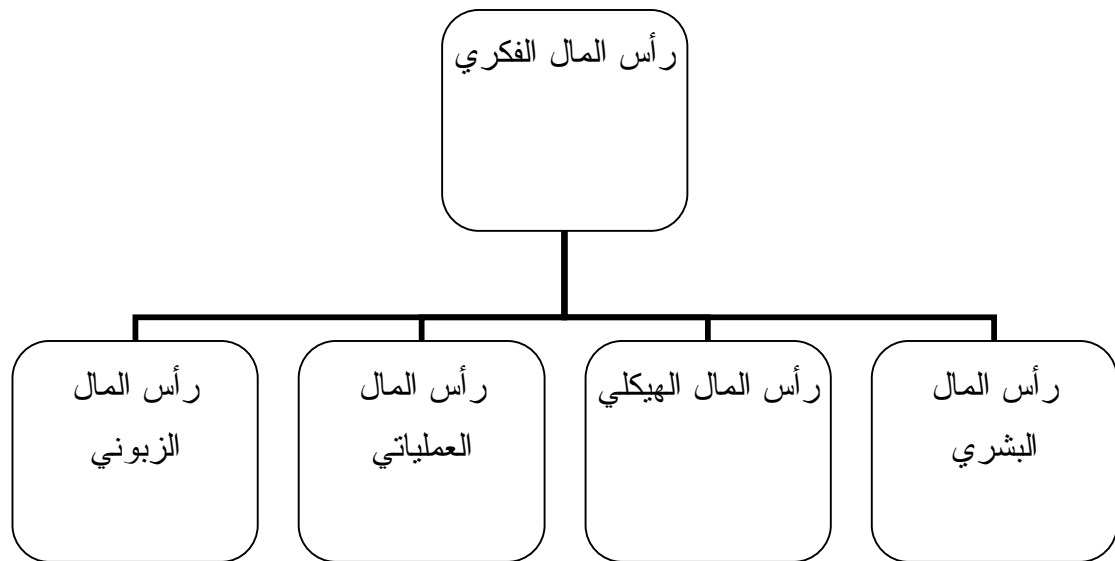 رأس المال الفكري
رأس المال
البشري
رأس المال الهيكلي
رأس المال
العملياتي
رأس المال
الزبوني